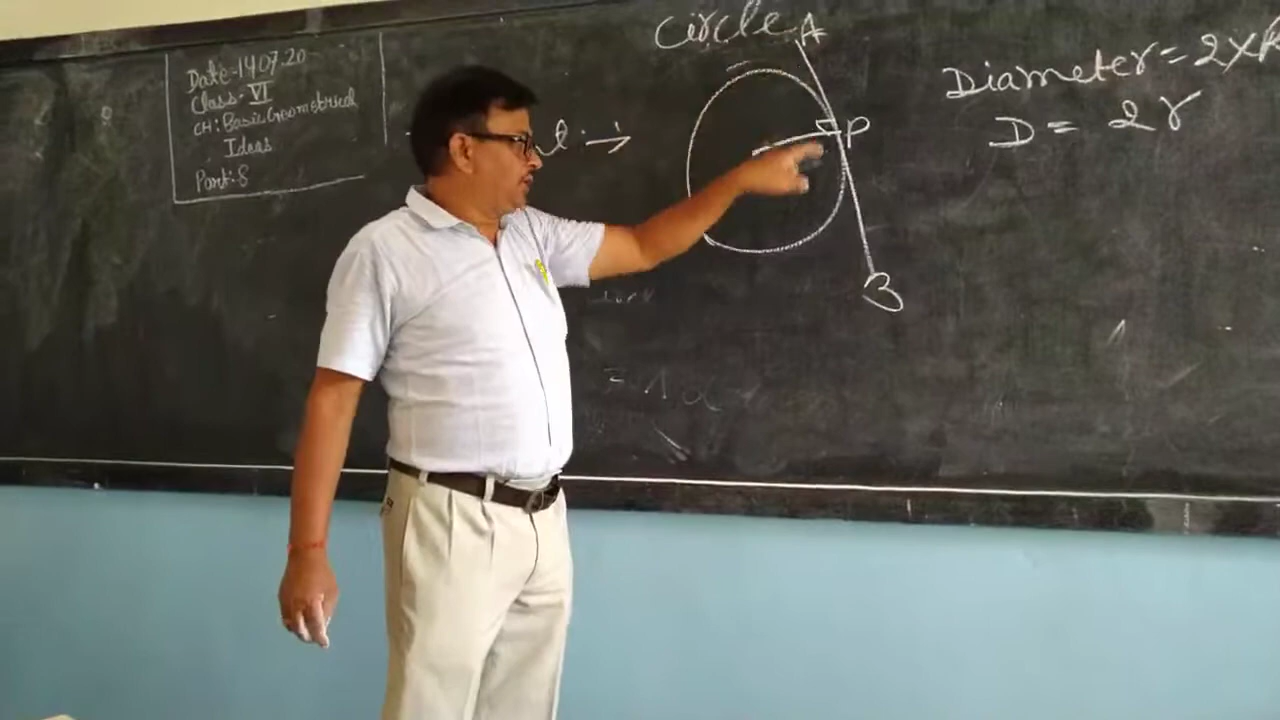 Date:-14.07.20
Class:-VI
CH: Basic Geometrical
Ideas
Part:8
Circle
A
P
B
Diameter = 2×R
D = 2r